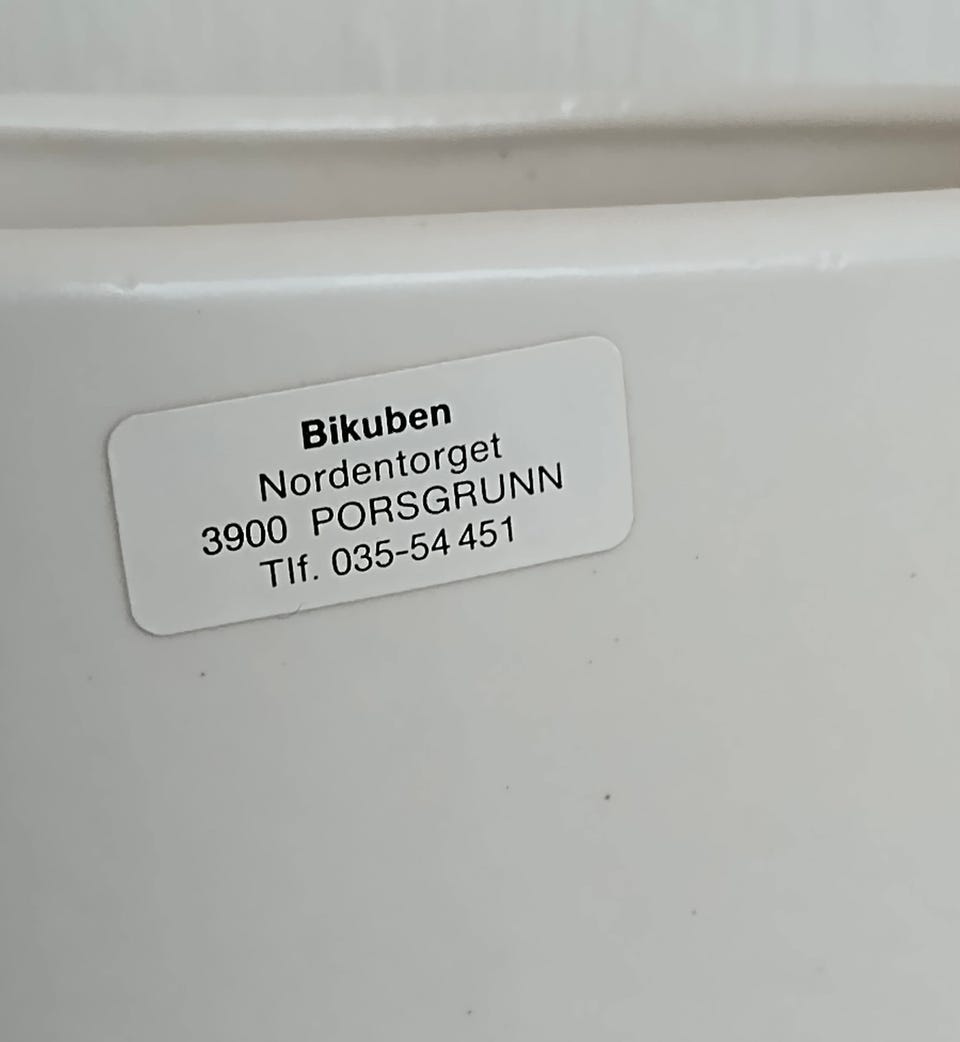 Bikuben
Nordentorget
3900 PORSGRUNN
Tlf. 035-54 451